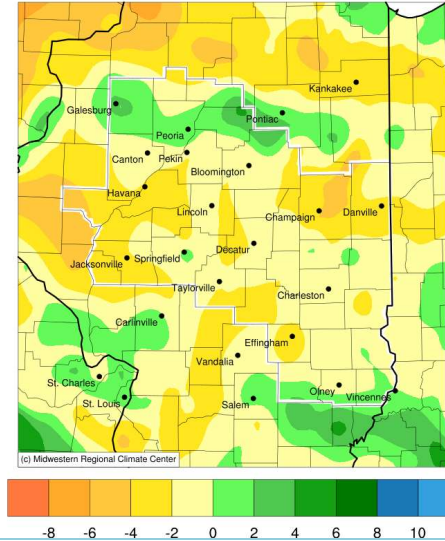 Kankakee
Galesburg
Pontiac
Peoria
Canton
Pekin
Bloomington
Havana
Lincoln
Champaign
Danville
Decatur
Jacksonville
Springfield
Taylorville
Charleston
Carlinville
Effingham
Vandalia
St. Charles
Olney
Vincennes
St. Louis
Salem
(c) Midwestern Regional Climate Center
-8 -6 -4 -2 0 2 4 6 8 10